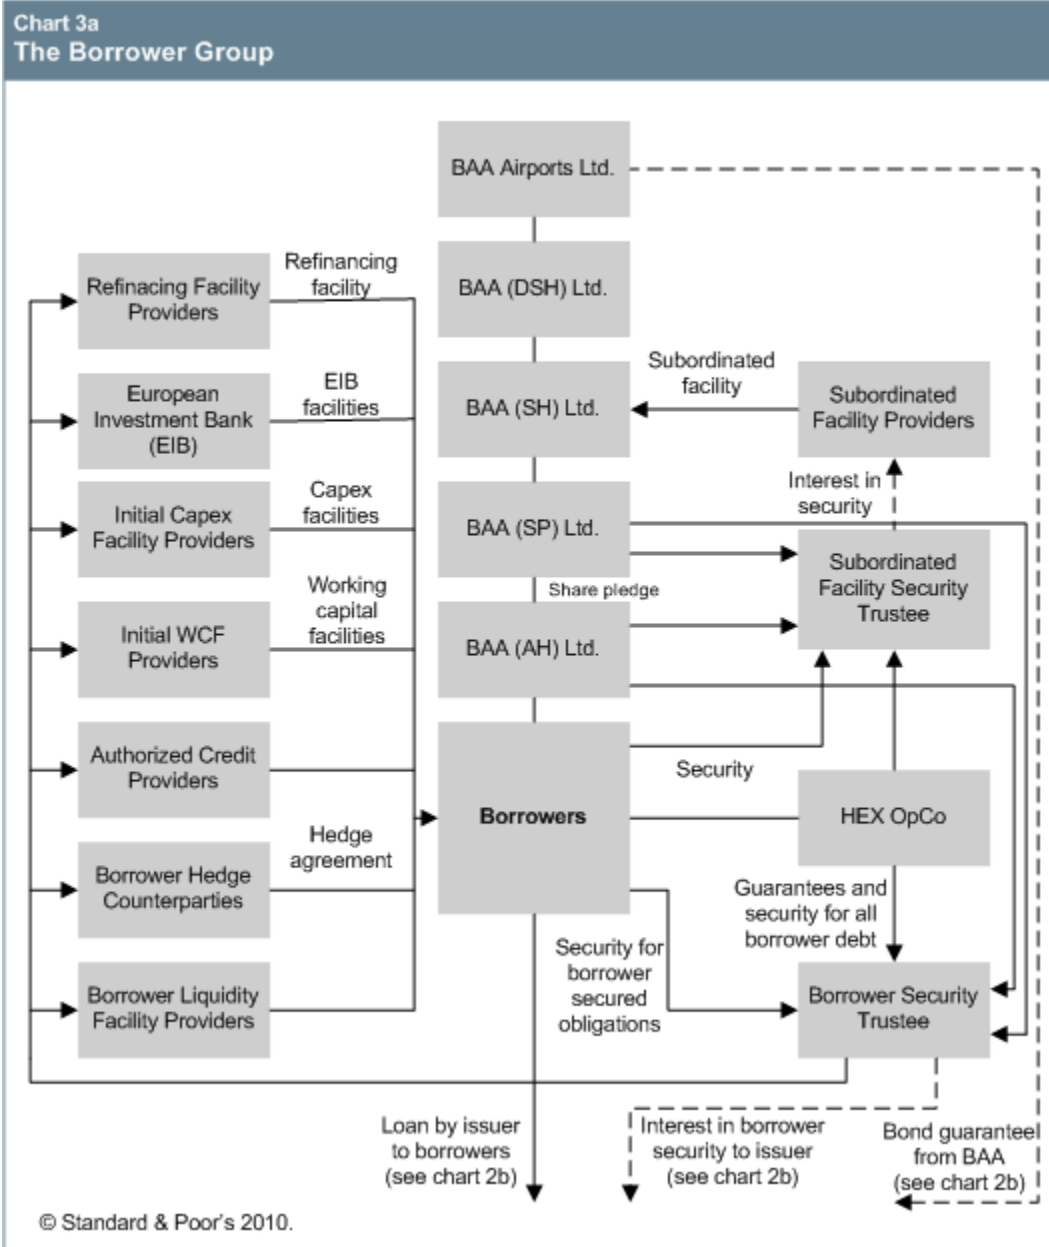 Chart 3a
The Borrower Group
BAA Airports Ltd.
BAA (DSH) Ltd.
BAA (SH) Ltd.
BAA (SP) Ltd.
Share pledge
BAA (AH) Ltd.
Borrowers
Refinacing Facility
Providers
Refinancing
facility
European
Investment Bank
(EIB)
EIB
facilities
Initial Capex
Facility Providers
Capex
facilities
Initial WCF
Providers
Working
capital
facilities
Authorized Credit
Providers
Borrower Hedge
Counterparties
Hedge
agreement
Borrower Liquidity
Facility Providers
Subordinated
facility
Subordinated
Facility Providers
Interest in
security
Subordinated
Facility Security
Trustee
Security
HEX OpCo
Guarantees and
security for all
borrower debt
Security for
borrower
secured
obligations
Borrower Security
Trustee
Loan by issuer
to borrowers
(see chart 2b)
Interest in borrower
security to issuer
(see chart 2b)
Bond guarantee
from BAA
(see chart 2b)
© Standard & Poor's 2010.